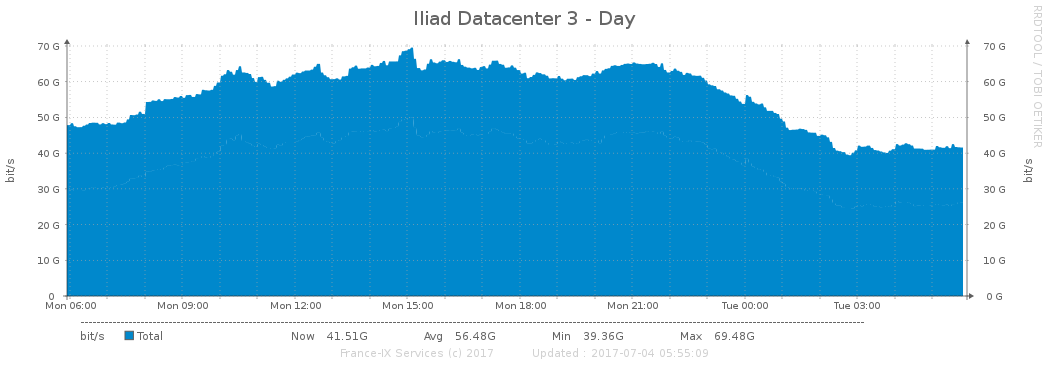 Iliad Datacenter 3 - Day
RRDTOOL / TOBI OETIKER
70 G 70 G
60 G 60 G
50 G 50 G
40 G 40 G
30 G 30 G
20 G 20 G
10 G 10 G
0 0 G
bit/s bit/s
Mon 06:00 Mon 09:00 Mon 12:00 Mon 15:00 Mon 18:00 Mon 21:00 Tue 00:00 Tue 03:00
bit/s Total Now 41.51G Avg 56.48G Min 39.36G Max 69.48G
France-IX Services (c) 2017 Updated : 2017-07-04 05:55:09